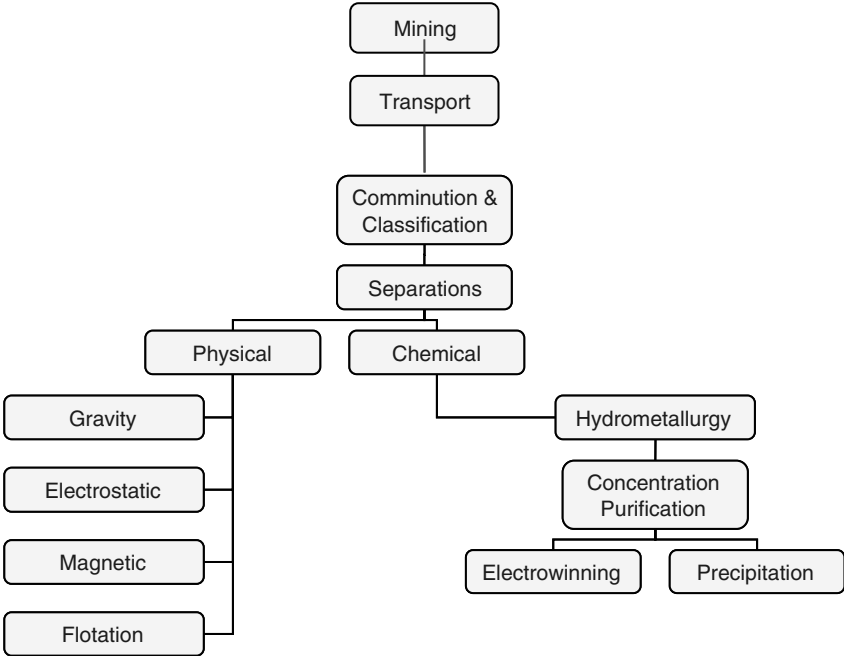 Mining
Transport
Comminution &
Classification
Separations
Physical
Chemical
Gravity
Hydrometallurgy
Electrostatic
Concentration
Purification
Magnetic
Electrowinning
Precipitation
Flotation